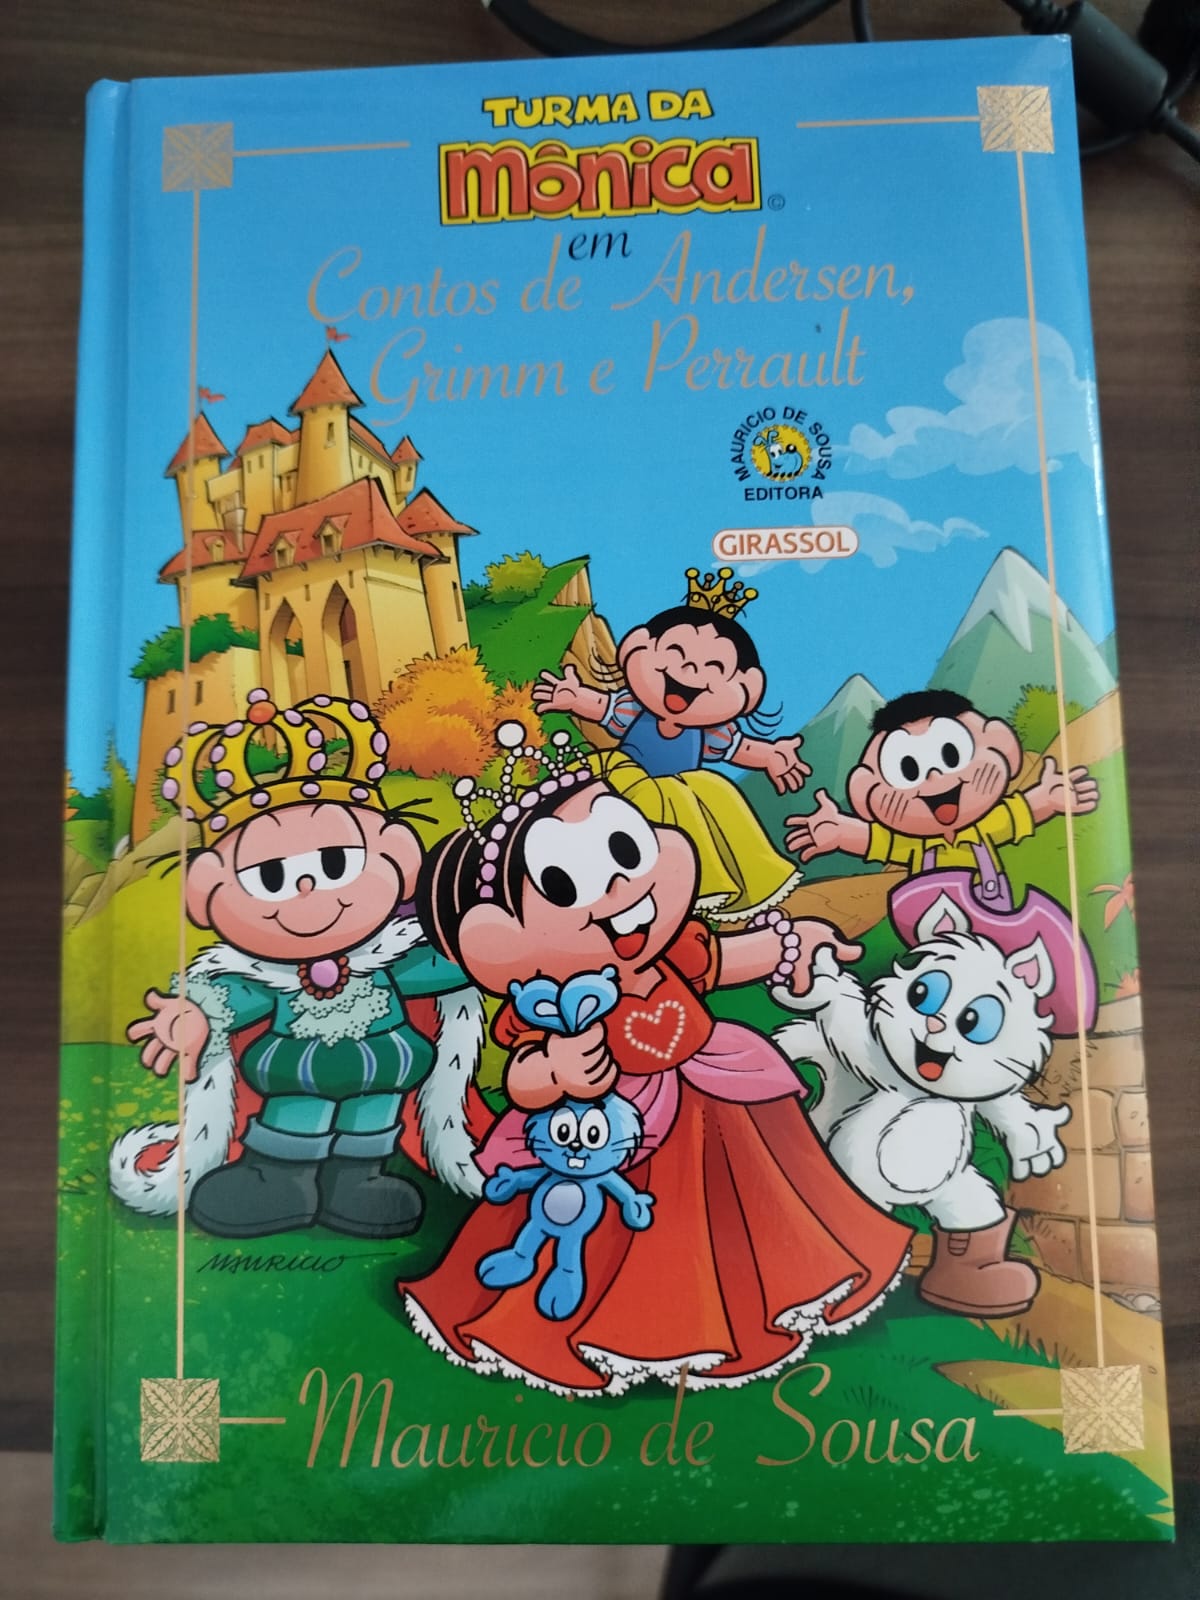 TURMA DA
MÔNICA
©
em
Contos de Andersen,
Grimm e Perrault
MAURICIO DE SOUSA
EDITORA
GIRASSOL
MAURICIO
Mauricio de Sousa